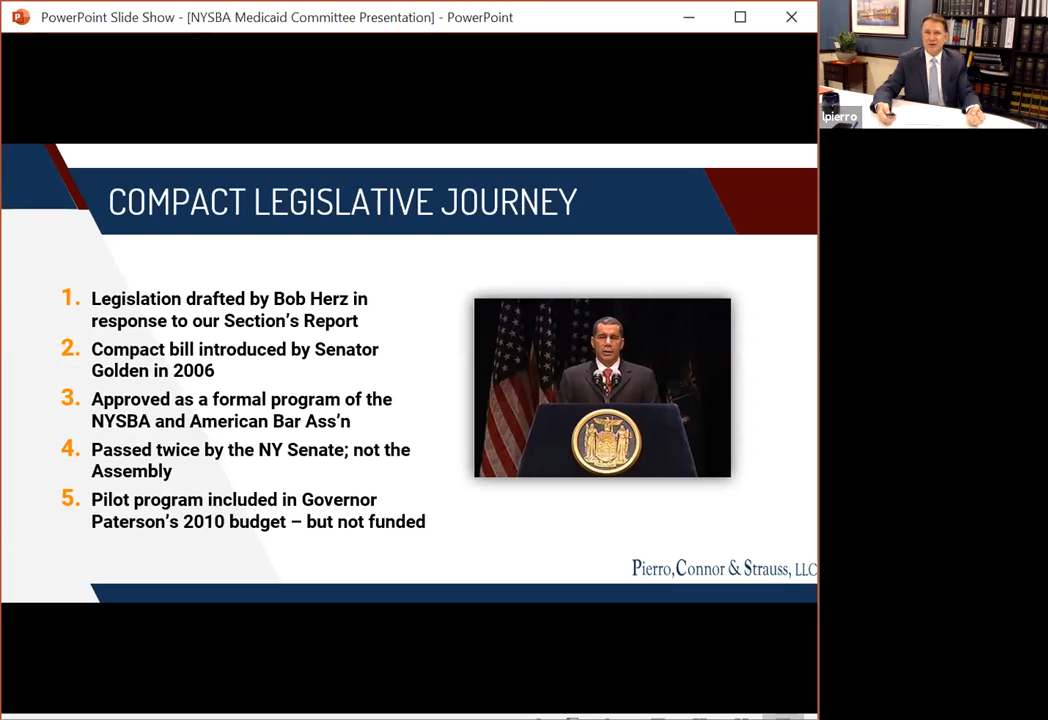 PowerPoint Slide Show - [NYSBA Medicaid Committee Presentation] - PowerPoint
lpierro
COMPACT LEGISLATIVE JOURNEY
1. Legislation drafted by Bob Herz in
response to our Section's Report
2. Compact bill introduced by Senator
Golden in 2006
3. Approved as a formal program of the
NYSBA and American Bar Ass'n
4. Passed twice by the NY Senate; not the
Assembly
5. Pilot program included in Governor
Paterson's 2010 budget – but not funded
Pierro, Connor & Strauss, LLC